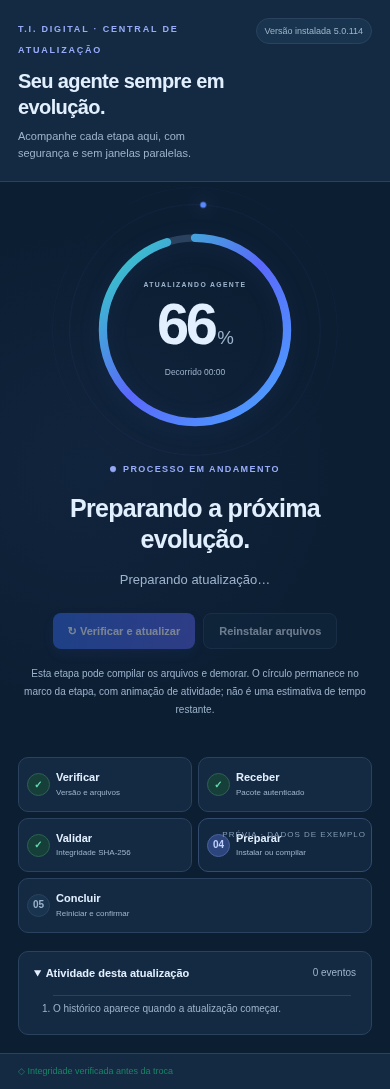 T.I. DIGITAL · CENTRAL DE
ATUALIZAÇÃO
Versão instalada 5.0.114
Seu agente sempre em
evolução.
Acompanhe cada etapa aqui, com
segurança e sem janelas paralelas.
ATUALIZANDO AGENTE
66%
Decorrido 00:00
PROCESSO EM ANDAMENTO
Preparando a próxima
evolução.
Preparando atualização…
↻ Verificar e atualizar
Reinstalar arquivos
Esta etapa pode compilar os arquivos e demorar. O círculo permanece no
marco da etapa, com animação de atividade; não é uma estimativa de tempo
restante.
✓ Verificar
Versão e arquivos
✓ Receber
Pacote autenticado
✓ Validar
Integridade SHA-256
PRÉVIA · DADOS DE EXEMPLO
04 Preparar
Instalar ou compilar
05 Concluir
Reiniciar e confirmar
▼ Atividade desta atualização
0 eventos
1. O histórico aparece quando a atualização começar.
◇ Integridade verificada antes da troca